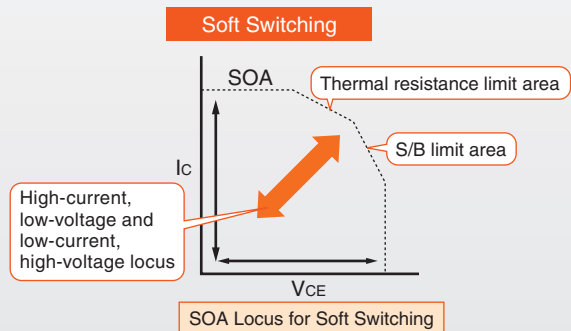 Soft Switching
SOA
Thermal resistance limit area
S/B limit area
IC
High-current,
low-voltage and
low-current,
high-voltage locus
VCE
SOA Locus for Soft Switching